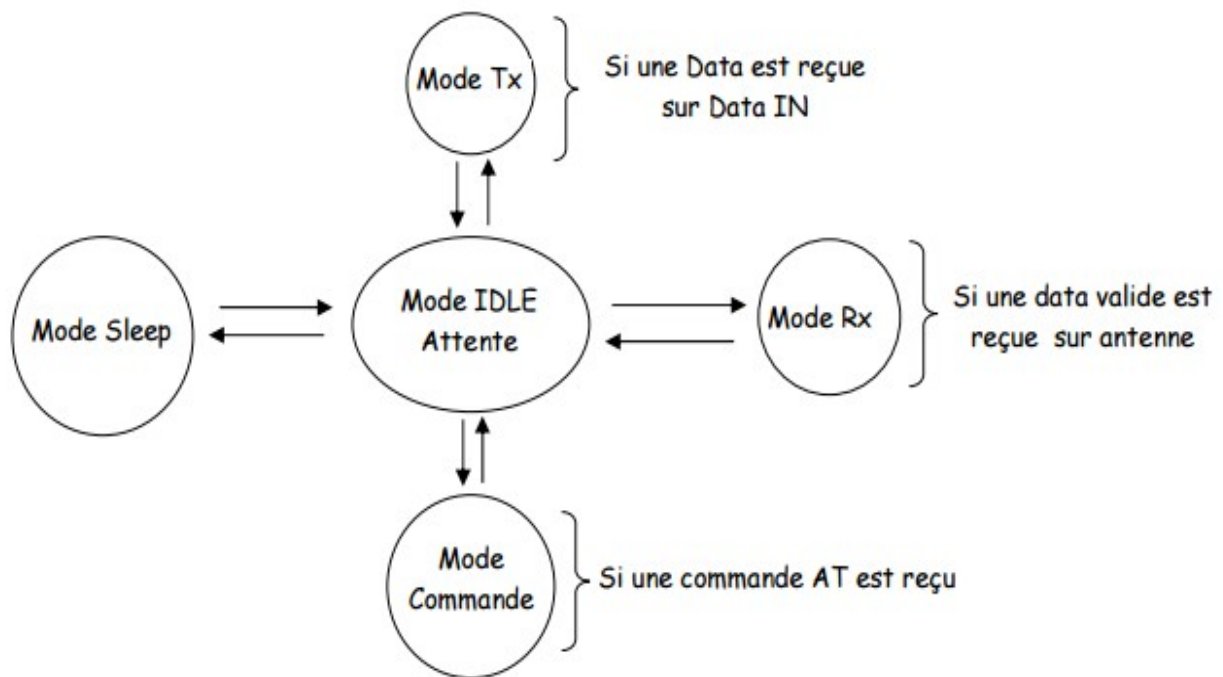 Mode Tx
Si une Data est reçue
sur Data IN
Mode Sleep
Mode IDLE
Attente
Mode Rx
Si une data valide est
reçue sur antenne
Mode
Commande
Si une commande AT est reçu